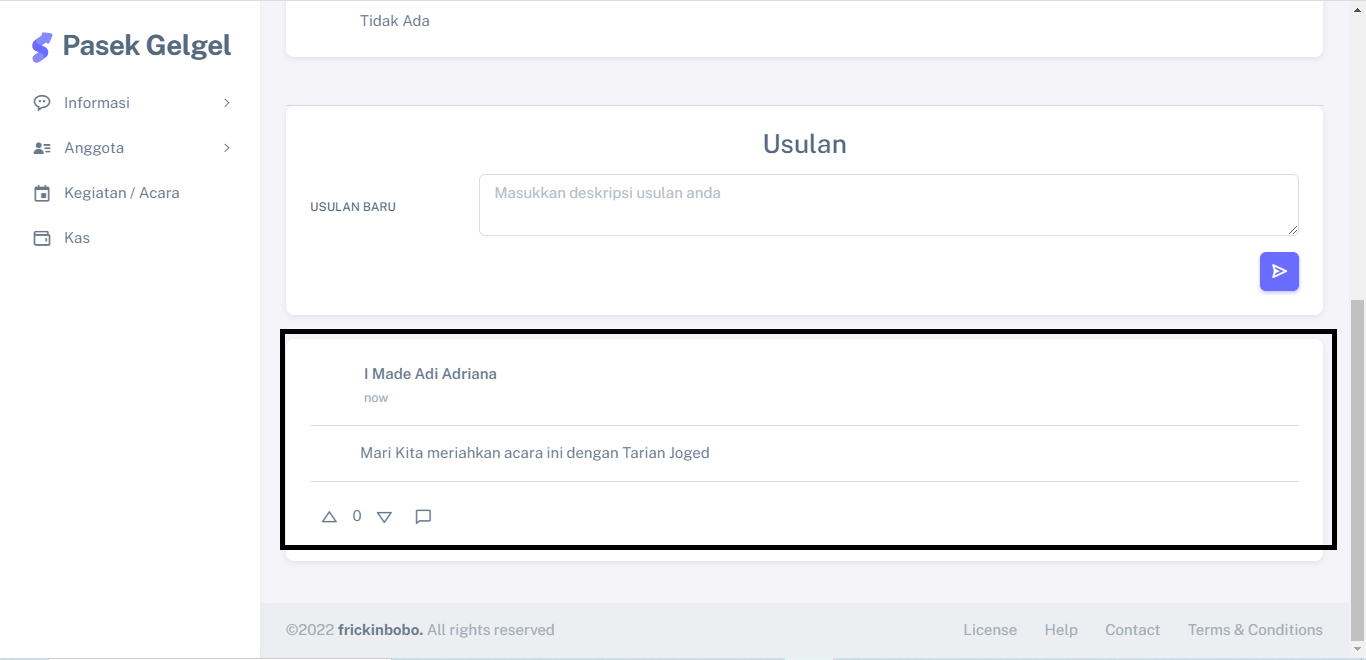 Pasek Gelgel
Informasi
Anggota
Kegiatan / Acara
Kas
Tidak Ada
Usulan
USULAN BARU
Masukkan deskripsi usulan anda
I Made Adi Adriana
now
Mari Kita meriahkan acara ini dengan Tarian Joged
0
©2022 frickinbobo. All rights reserved
License Help Contact Terms & Conditions